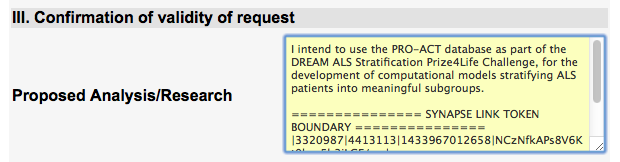 III. Confirmation of validity of request
Proposed Analysis/Research
I intend to use the PRO-ACT database as part of the
DREAM ALS Stratification Prize4Life Challenge, for the
development of computational models stratifying ALS
patients into meaningful subgroups.
=============== SYNAPSE LINK TOKEN
BOUNDARY ===============
|3320987|4413113|1433967012658|NCzNfkAPs8V6K